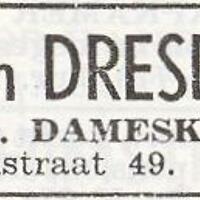 n DRES
. DAMESK
straat 49.